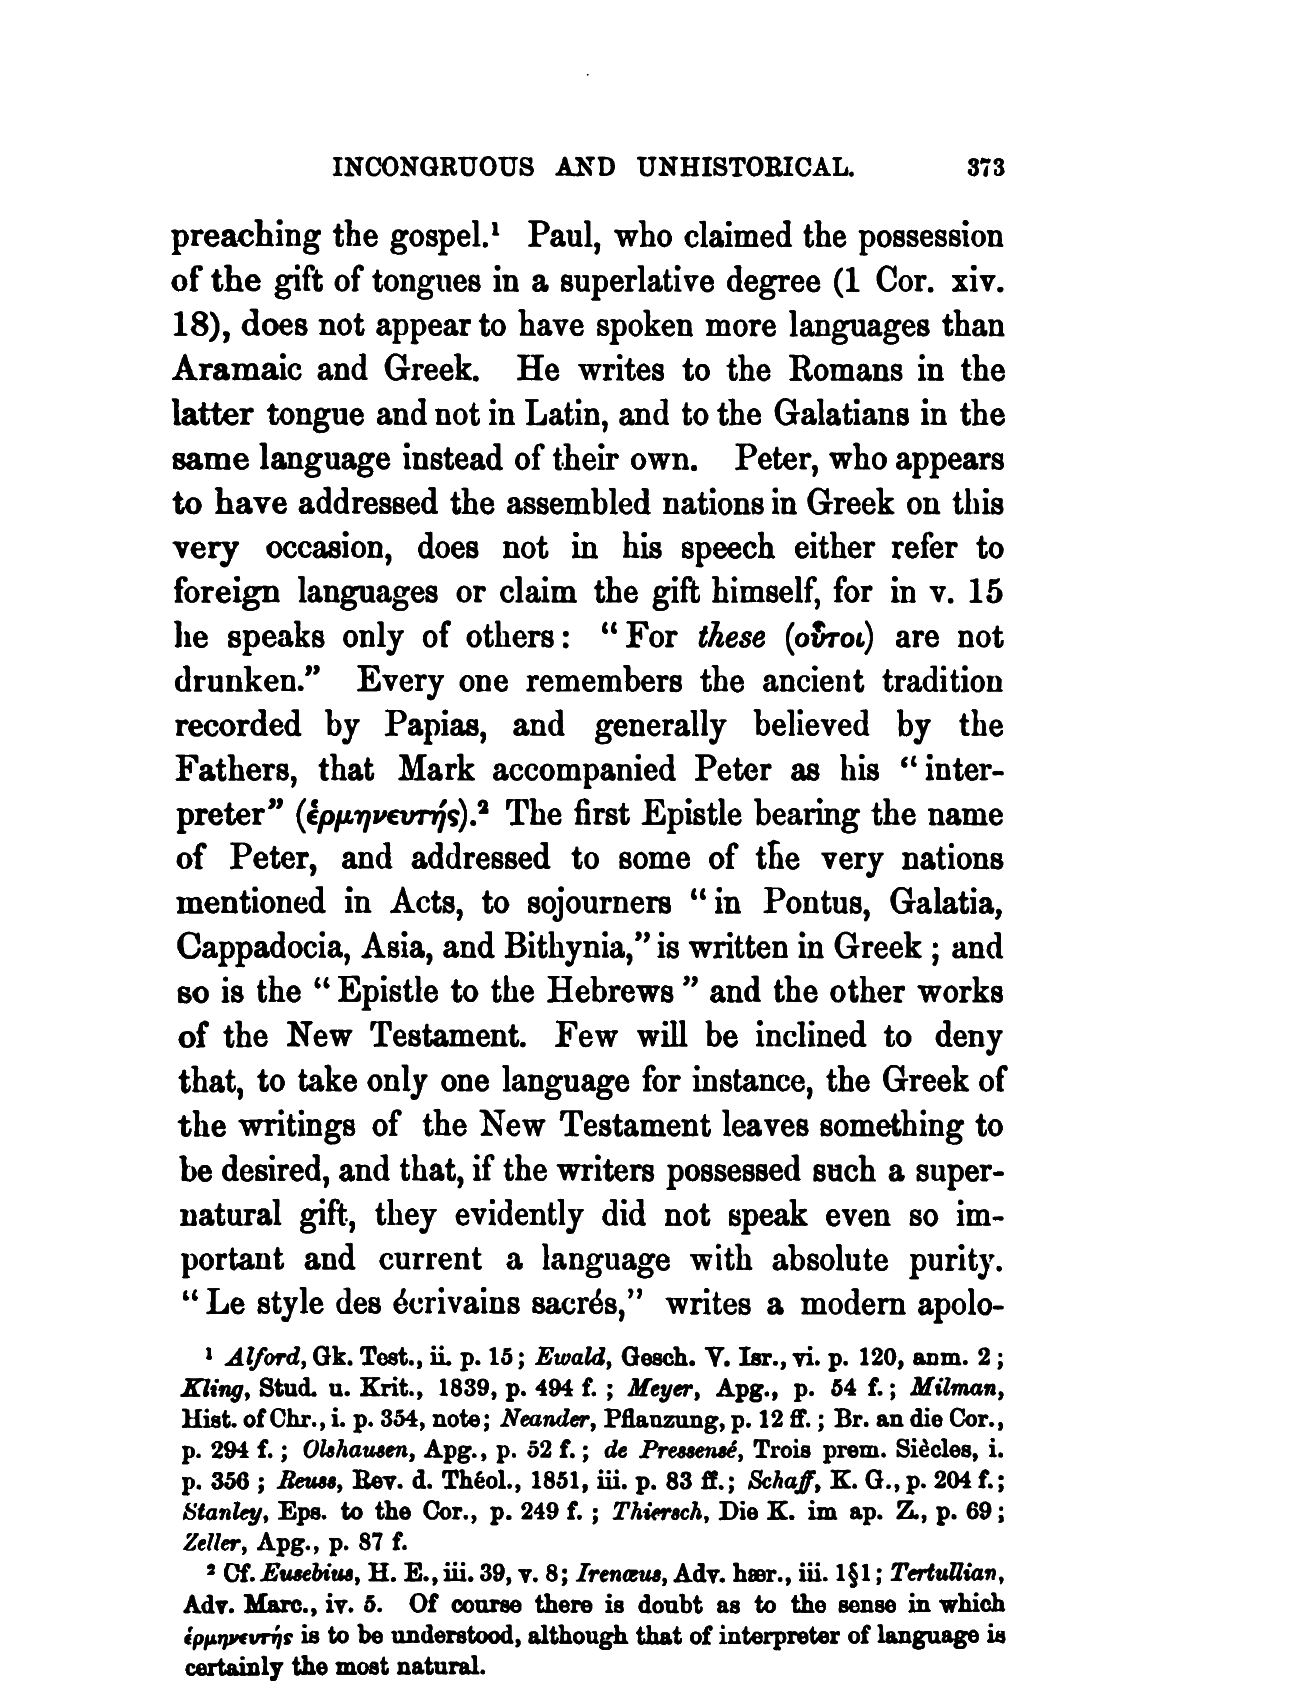 INCONGRUOUS AND UNHISTORICAL. 373
preaching the gospel.¹ Paul, who claimed the possession
of the gift of tongues in a superlative degree (1 Cor. xiv.
18), does not appear to have spoken more languages than
Aramaic and Greek. He writes to the Romans in the
latter tongue and not in Latin, and to the Galatians in the
same language instead of their own. Peter, who appears
to have addressed the assembled nations in Greek on this
very occasion, does not in his speech either refer to
foreign languages or claim the gift himself, for in v. 15
he speaks only of others: “For these (οὗτοι) are not
drunken.” Every one remembers the ancient tradition
recorded by Papias, and generally believed by the
Fathers, that Mark accompanied Peter as his “inter-
preter” (ἑρμηνευτής).² The first Epistle bearing the name
of Peter, and addressed to some of the very nations
mentioned in Acts, to sojourners “in Pontus, Galatia,
Cappadocia, Asia, and Bithynia,” is written in Greek; and
so is the “Epistle to the Hebrews” and the other works
of the New Testament. Few will be inclined to deny
that, to take only one language for instance, the Greek of
the writings of the New Testament leaves something to
be desired, and that, if the writers possessed such a super-
natural gift, they evidently did not speak even so im-
portant and current a language with absolute purity.
“Le style des écrivains sacrés,” writes a modern apolo-
¹ Alford, Gk. Test., ii. p. 15; Ewald, Gesch. V. Isr., vi. p. 120, anm. 2;
Kling, Stud. u. Krit., 1839, p. 494 f.; Meyer, Apg., p. 54 f.; Milman,
Hist. of Chr., i. p. 354, note; Neander, Pflanzung, p. 12 ff.; Br. an die Cor.,
p. 294 f.; Olshausen, Apg., p. 52 f.; de Pressensé, Trois prem. Siècles, i.
p. 356; Reuss, Rev. d. Théol., 1851, iii. p. 83 ff.; Schaff, K. G., p. 204 f.;
Stanley, Eps. to the Cor., p. 249 f.; Thiersch, Die K. im ap. Z., p. 69;
Zeller, Apg., p. 87 f.
² Cf. Eusebius, H. E., iii. 39, v. 8; Irenæus, Adv. hær., iii. 1 § 1; Tertullian,
Adv. Marc., iv. 5. Of course there is doubt as to the sense in which
ἑρμηνευτής is to be understood, although that of interpreter of language is
certainly the most natural.